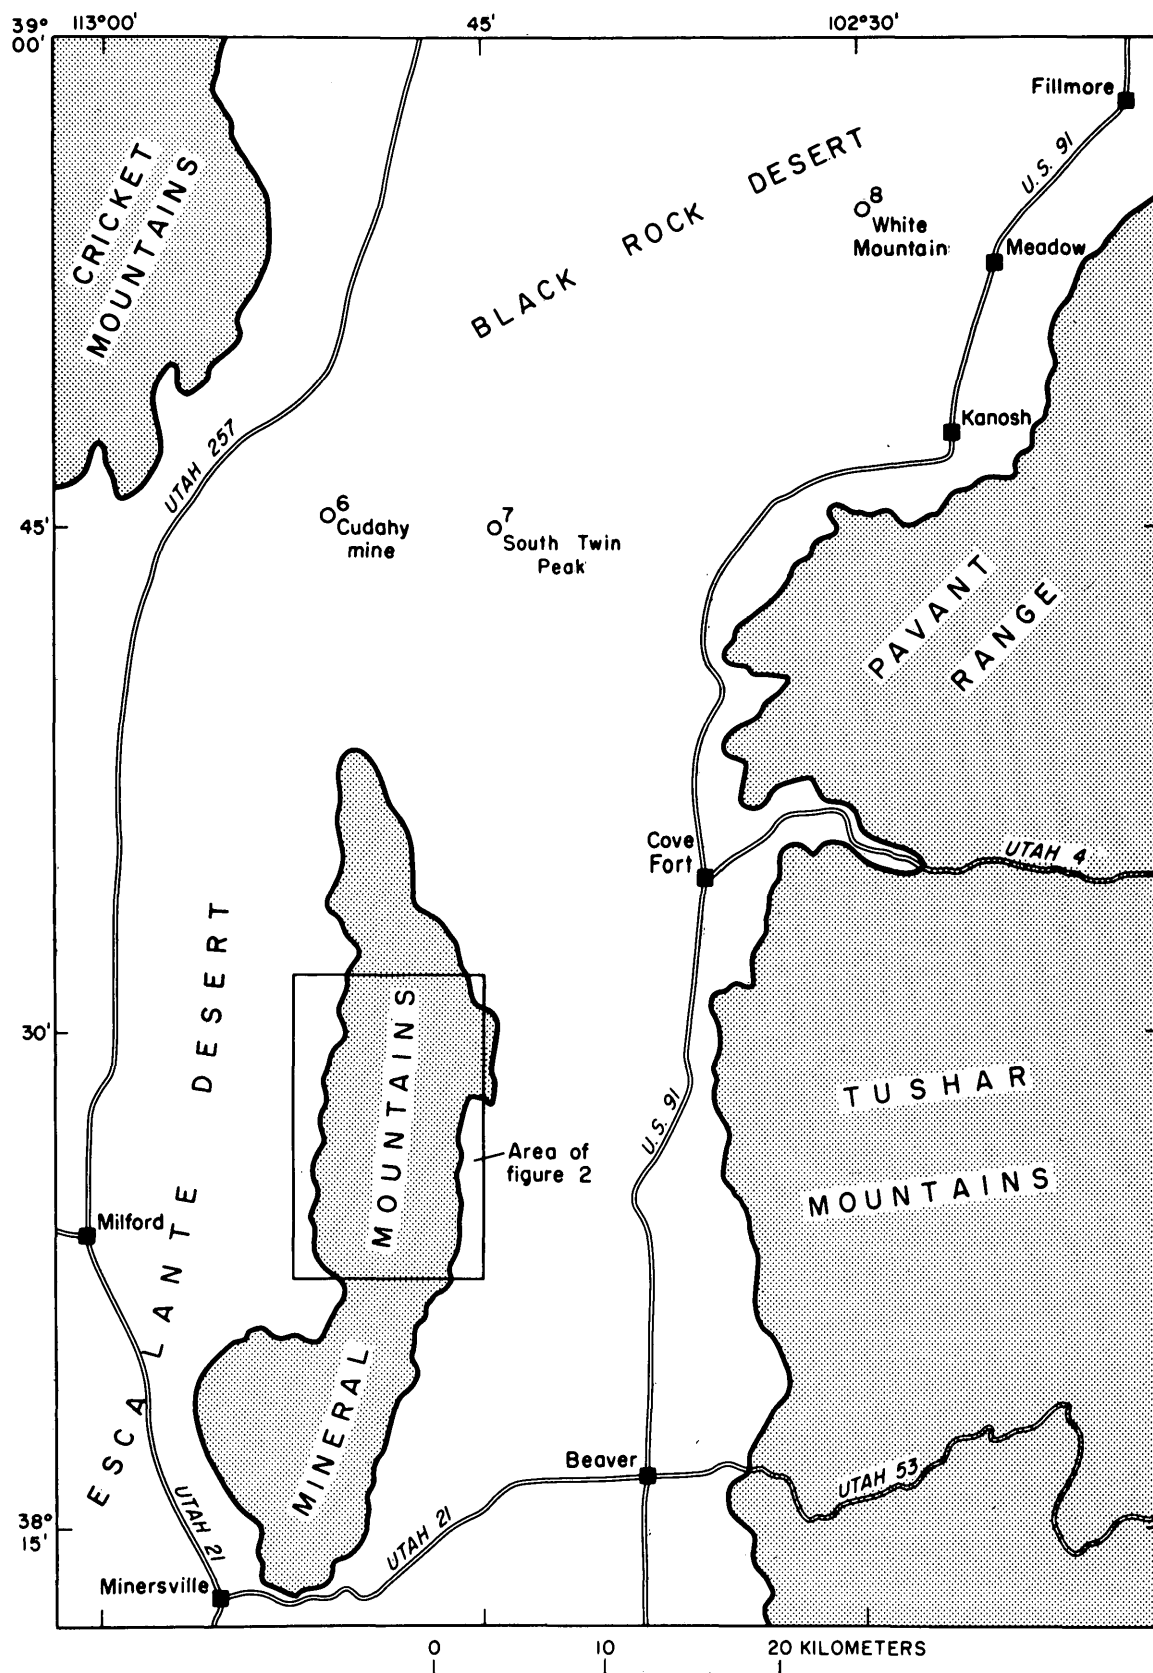 39° 113°00' 45' 102°30'
00'
Fillmore
U.S. 91
CRICKET
MOUNTAINS
BLACK ROCK DESERT
8
White
Mountain
Meadow
Kanosh
UTAH 257
45'
6
Cudahy
mine
7
South Twin
Peak
PAVANT
RANGE
Cove
Fort
UTAH 4
ESCALANTE DESERT
30'
MINERAL MOUNTAINS
TUSHAR
MOUNTAINS
U.S. 91
Area of
figure 2
Milford
Beaver
UTAH 53
38°
15'
UTAH 21
UTAH 21
Minersville
0 10 20 KILOMETERS